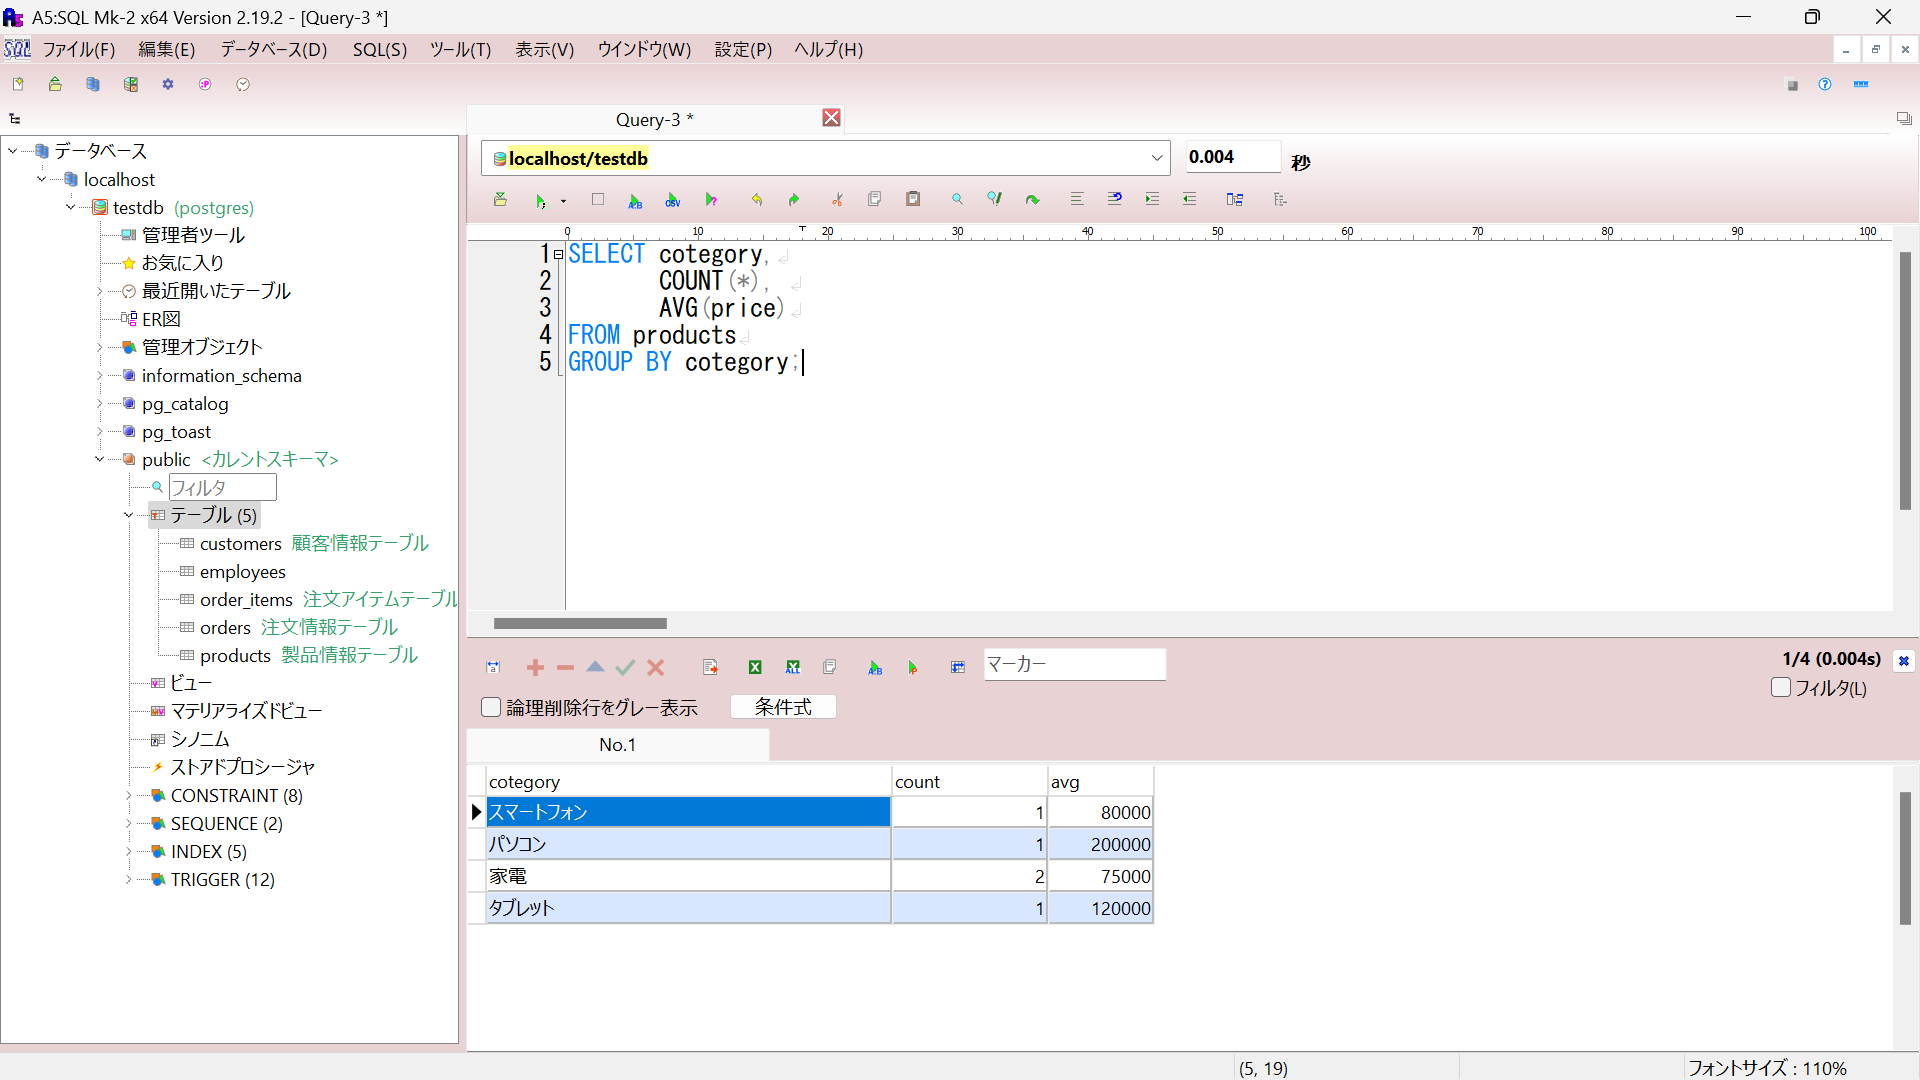 A5:SQL Mk-2 x64 Version 2.19.2 - [Query-3 *]
ファイル(F) 編集(E) データベース(D) SQL(S) ツール(T) 表示(V) ウインドウ(W) 設定(P) ヘルプ(H)
Query-3 *
データベース
localhost
testdb (postgres)
管理者ツール
お気に入り
最近開いたテーブル
ER図
管理オブジェクト
information_schema
pg_catalog
pg_toast
public <カレントスキーマ>
フィルタ
テーブル (5)
customers 顧客情報テーブル
employees
order_items 注文アイテムテーブル
orders 注文情報テーブル
products 製品情報テーブル
ビュー
マテリアライズドビュー
シノニム
ストアドプロシージャ
CONSTRAINT (8)
SEQUENCE (2)
INDEX (5)
TRIGGER (12)
localhost/testdb
0.004 秒
0 10 20 30 40 50 60 70 80 90 100
1 SELECT cotegory,
2 COUNT(*),
3 AVG(price)
4 FROM products
5 GROUP BY cotegory;
マーカー
1/4 (0.004s)
論理削除行をグレー表示 条件式
フィルタ(L)
No.1
cotegory count avg
スマートフォン 1 80000
パソコン 1 200000
家電 2 75000
タブレット 1 120000
(5, 19)
フォントサイズ : 110%